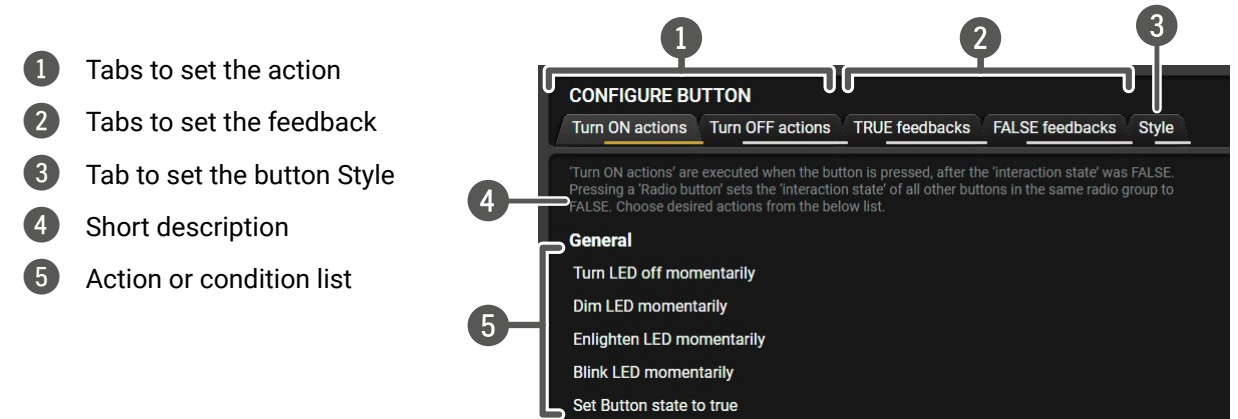 1 Tabs to set the action
2 Tabs to set the feedback
3 Tab to set the button Style
4 Short description
5 Action or condition list
1 2 3
CONFIGURE BUTTON
Turn ON actions Turn OFF actions TRUE feedbacks FALSE feedbacks Style
'Turn ON actions' are executed when the button is pressed, after the 'interaction state' was FALSE.
Pressing a 'Radio button' sets the 'interaction state' of all other buttons in the same radio group to
FALSE. Choose desired actions from the below list.
4
General
Turn LED off momentarily
Dim LED momentarily
5
Enlighten LED momentarily
Blink LED momentarily
Set Button state to true